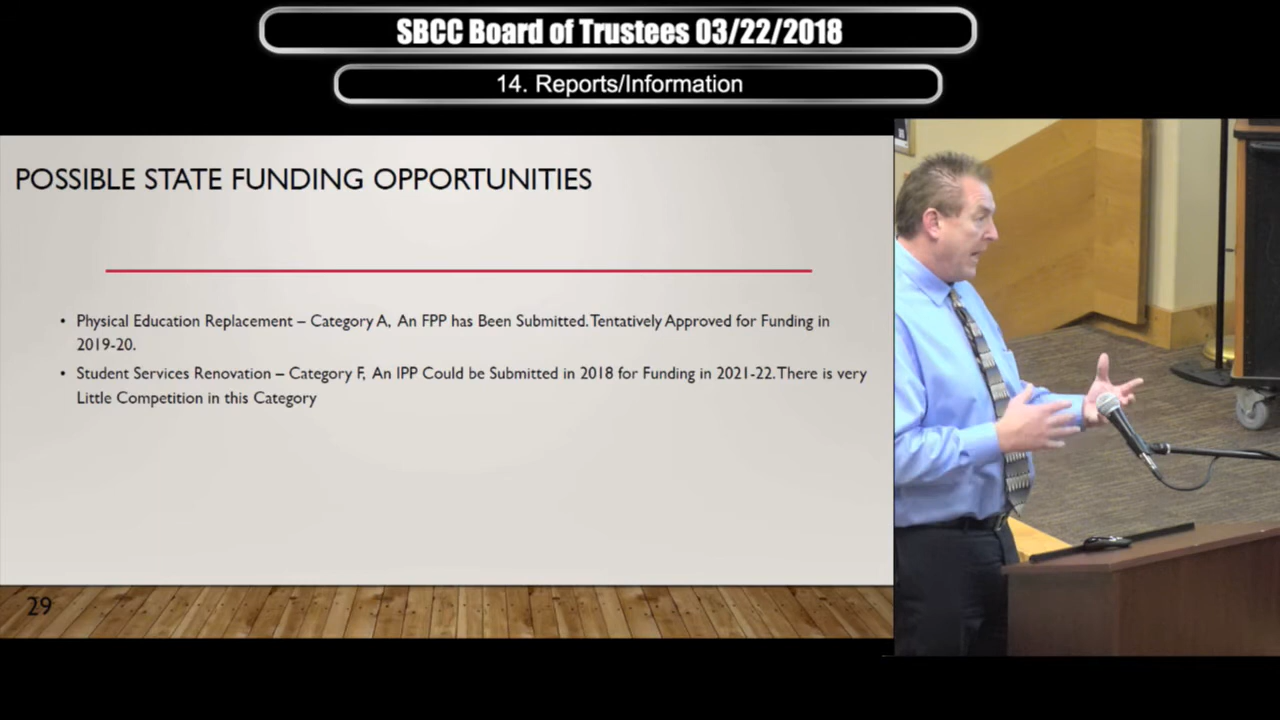 SBCC Board of Trustees 03/22/2018
14. Reports/Information
POSSIBLE STATE FUNDING OPPORTUNITIES
• Physical Education Replacement – Category A, An FPP has Been Submitted. Tentatively Approved for Funding in
2019-20.
• Student Services Renovation – Category F, An IPP Could be Submitted in 2018 for Funding in 2021-22. There is very
Little Competition in this Category
29